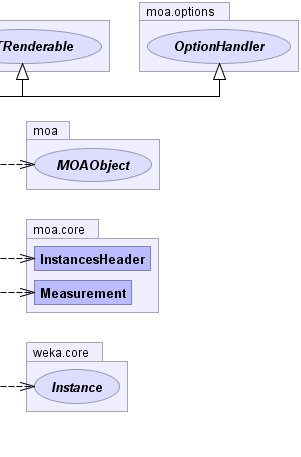 moa.options
TRenderable
OptionHandler
moa
MOAObject
moa.core
InstancesHeader
Measurement
weka.core
Instance